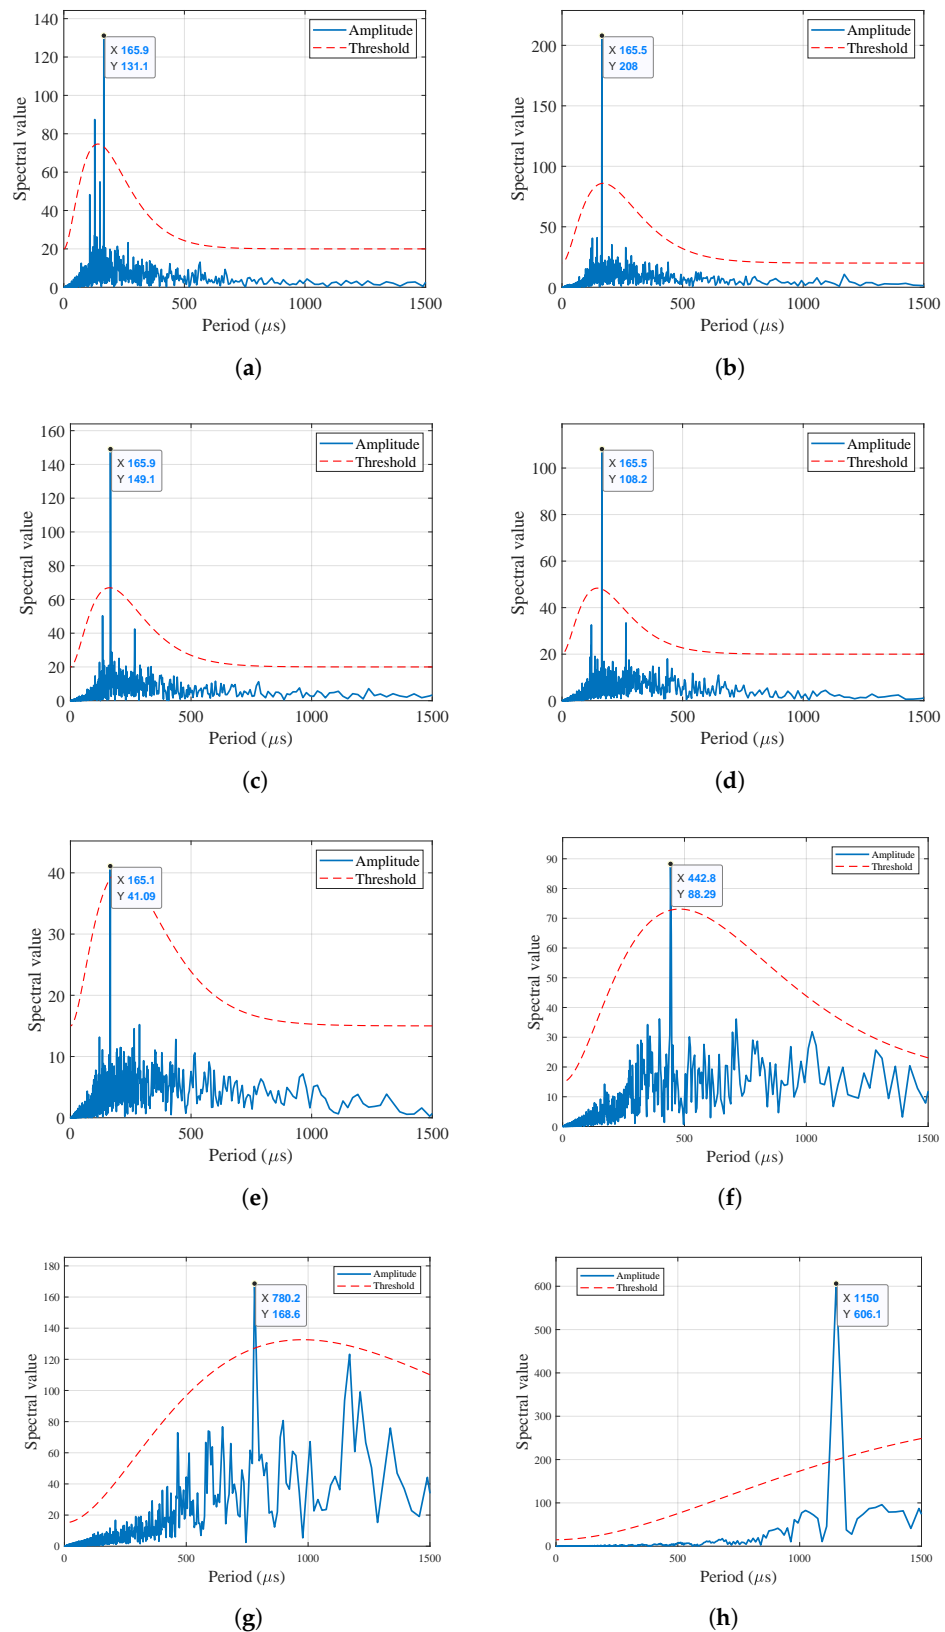 140
120
100
80
60
40
20
0
Spectral value
0 500 1000 1500
Period (μs)
Amplitude
Threshold
X 165.9
Y 131.1
(a)
200
150
100
50
0
Spectral value
0 500 1000 1500
Period (μs)
Amplitude
Threshold
X 165.5
Y 208
(b)
160
140
120
100
80
60
40
20
0
Spectral value
0 500 1000 1500
Period (μs)
Amplitude
Threshold
X 165.9
Y 149.1
(c)
100
80
60
40
20
0
Spectral value
0 500 1000 1500
Period (μs)
Amplitude
Threshold
X 165.5
Y 108.2
(d)
40
30
20
10
0
Spectral value
0 500 1000 1500
Period (μs)
Amplitude
Threshold
X 165.1
Y 41.09
(e)
90
80
70
60
50
40
30
20
10
0
Spectral value
0 500 1000 1500
Period (μs)
Amplitude
Threshold
X 442.8
Y 88.29
(f)
180
160
140
120
100
80
60
40
20
0
Spectral value
0 500 1000 1500
Period (μs)
Amplitude
Threshold
X 780.2
Y 168.6
(g)
600
500
400
300
200
100
0
Spectral value
0 500 1000 1500
Period (μs)
Amplitude
Threshold
X 1150
Y 606.1
(h)